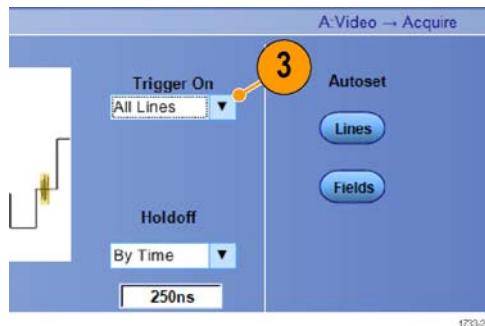 A:Video → Acquire
3
Trigger On
Autoset
All Lines
Lines
Fields
Holdoff
By Time
250ns